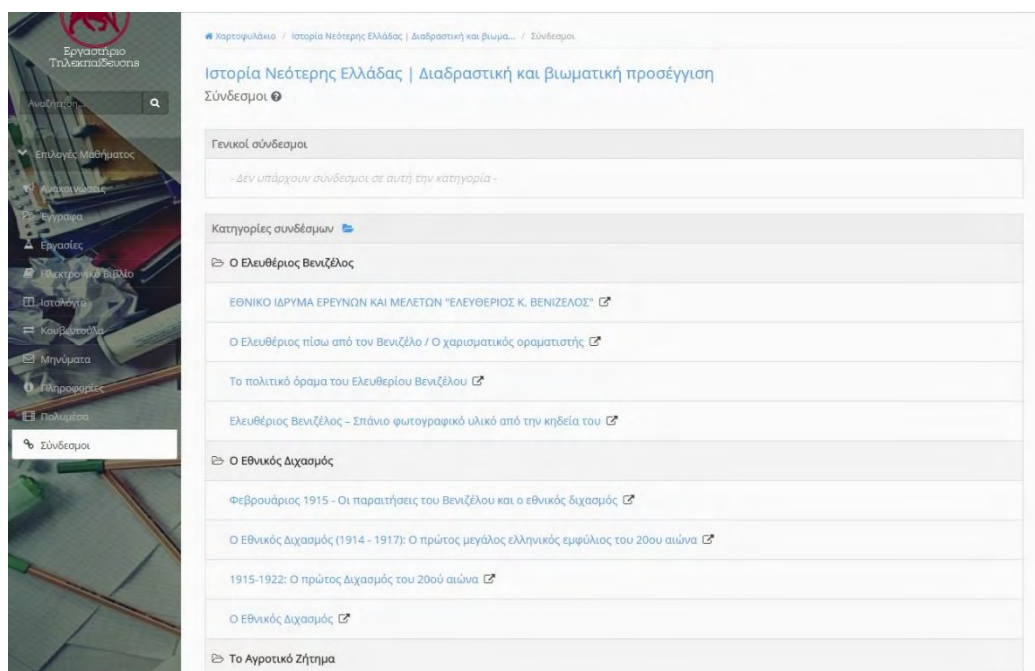 Εργαστήριο
Τηλεκπαίδευσης
Αναζήτηση...
Επιλογές Μαθήματος
Ανακοινώσεις
Έγγραφα
Εργασίες
Ηλεκτρονικό Βιβλίο
Ιστολόγιο
Κουβεντούλα
Μηνύματα
Πληροφορίες
Πολυμέσα
Σύνδεσμοι
Χαρτοφυλάκιο / Ιστορία Νεότερης Ελλάδας | Διαδραστική και βιωμα... / Σύνδεσμοι
Ιστορία Νεότερης Ελλάδας | Διαδραστική και βιωματική προσέγγιση
Σύνδεσμοι
Γενικοί σύνδεσμοι
- Δεν υπάρχουν σύνδεσμοι σε αυτή την κατηγορία -
Κατηγορίες συνδέσμων
Ο Ελευθέριος Βενιζέλος
ΕΘΝΙΚΟ ΙΔΡΥΜΑ ΕΡΕΥΝΩΝ ΚΑΙ ΜΕΛΕΤΩΝ "ΕΛΕΥΘΕΡΙΟΣ Κ. ΒΕΝΙΖΕΛΟΣ"
Ο Ελευθέριος πίσω από τον Βενιζέλο / Ο χαρισματικός οραματιστής
Το πολιτικό όραμα του Ελευθερίου Βενιζέλου
Ελευθέριος Βενιζέλος – Σπάνιο φωτογραφικό υλικό από την κηδεία του
Ο Εθνικός Διχασμός
Φεβρουάριος 1915 - Οι παραιτήσεις του Βενιζέλου και ο εθνικός διχασμός
Ο Εθνικός Διχασμός (1914 - 1917): Ο πρώτος μεγάλος ελληνικός εμφύλιος του 20ου αιώνα
1915-1922: Ο πρώτος Διχασμός του 20ού αιώνα
Ο Εθνικός Διχασμός
Το Αγροτικό Ζήτημα